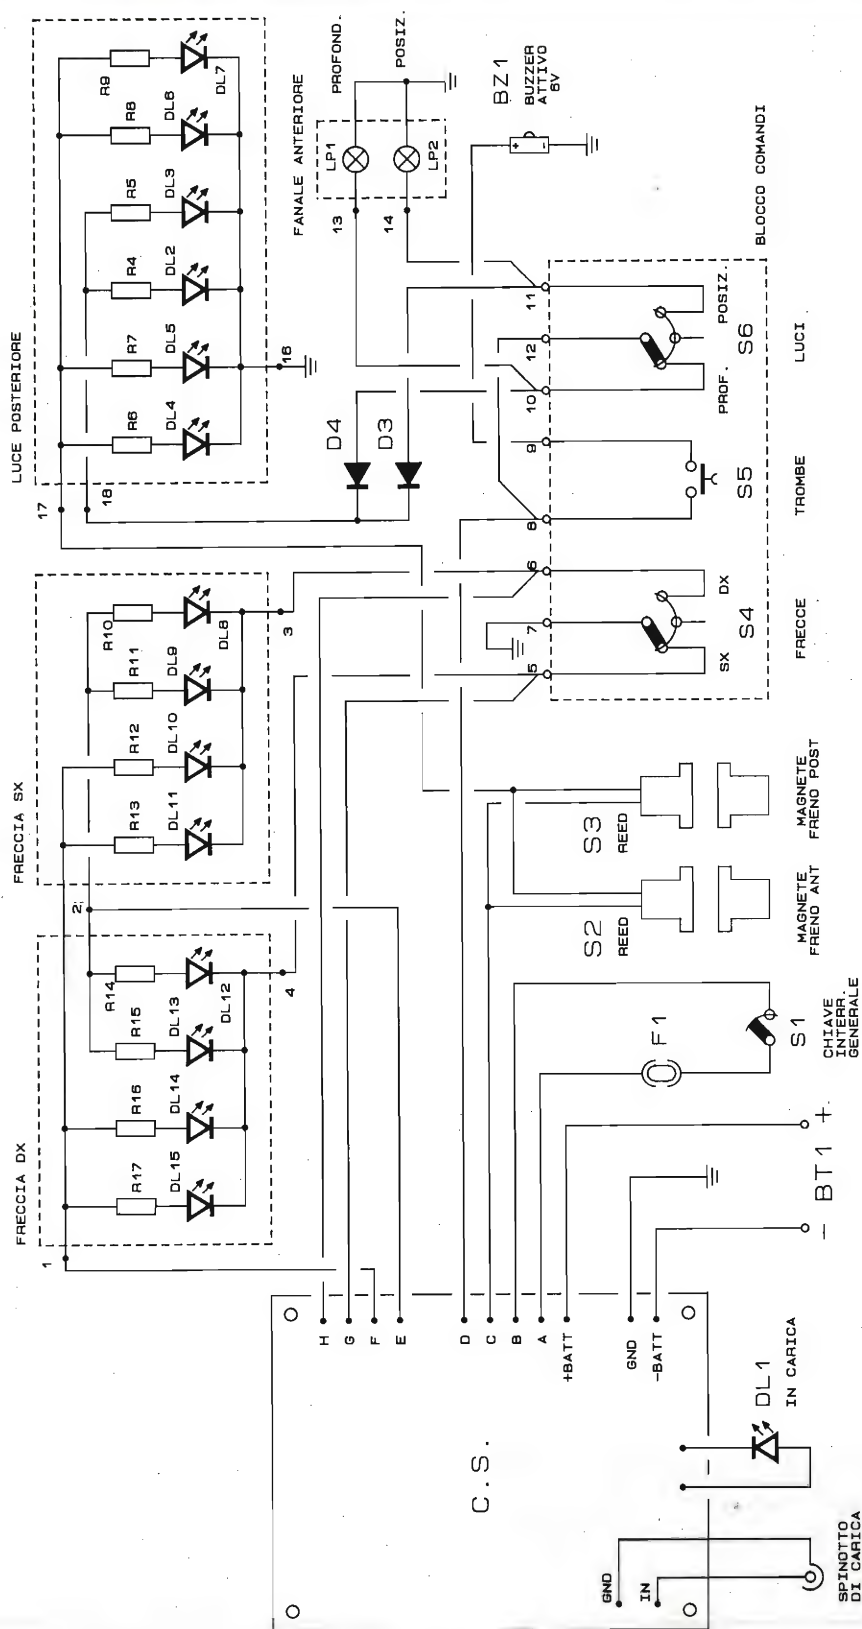 LUCE POSTERIORE
17
18
R6
DL4
R7
DL5
R4
DL2
R5
DL3
R8
DL6
R9
DL7
16
FANALE ANTERIORE
PROFOND.
POSIZ.
LP1
LP2
13
14
BZ1
BUZZER
ATTIVO
6V
D4
D3
FRECCIA SX
R13
DL11
R12
DL10
R11
DL9
R10
DL8
2
3
FRECCIA DX
R17
DL15
R16
DL14
R15
DL13
R14
DL12
1
4
BLOCCO COMANDI
5
7
6
8
9
10
12
11
SX
S4
DX
FRECCE
S5
TROMBE
PROF.
S6
POSIZ.
LUCI
S3
REED
MAGNETE
FRENO POST
S2
REED
MAGNETE
FRENO ANT
F1
S1
CHIAVE
INTERR.
GENERALE
- BT1 +
H
G
F
E
D
C
B
A
+BATT
GND
-BATT
C.S.
DL1
IN CARICA
GND
IN
SPINOTTO
DI CARICA